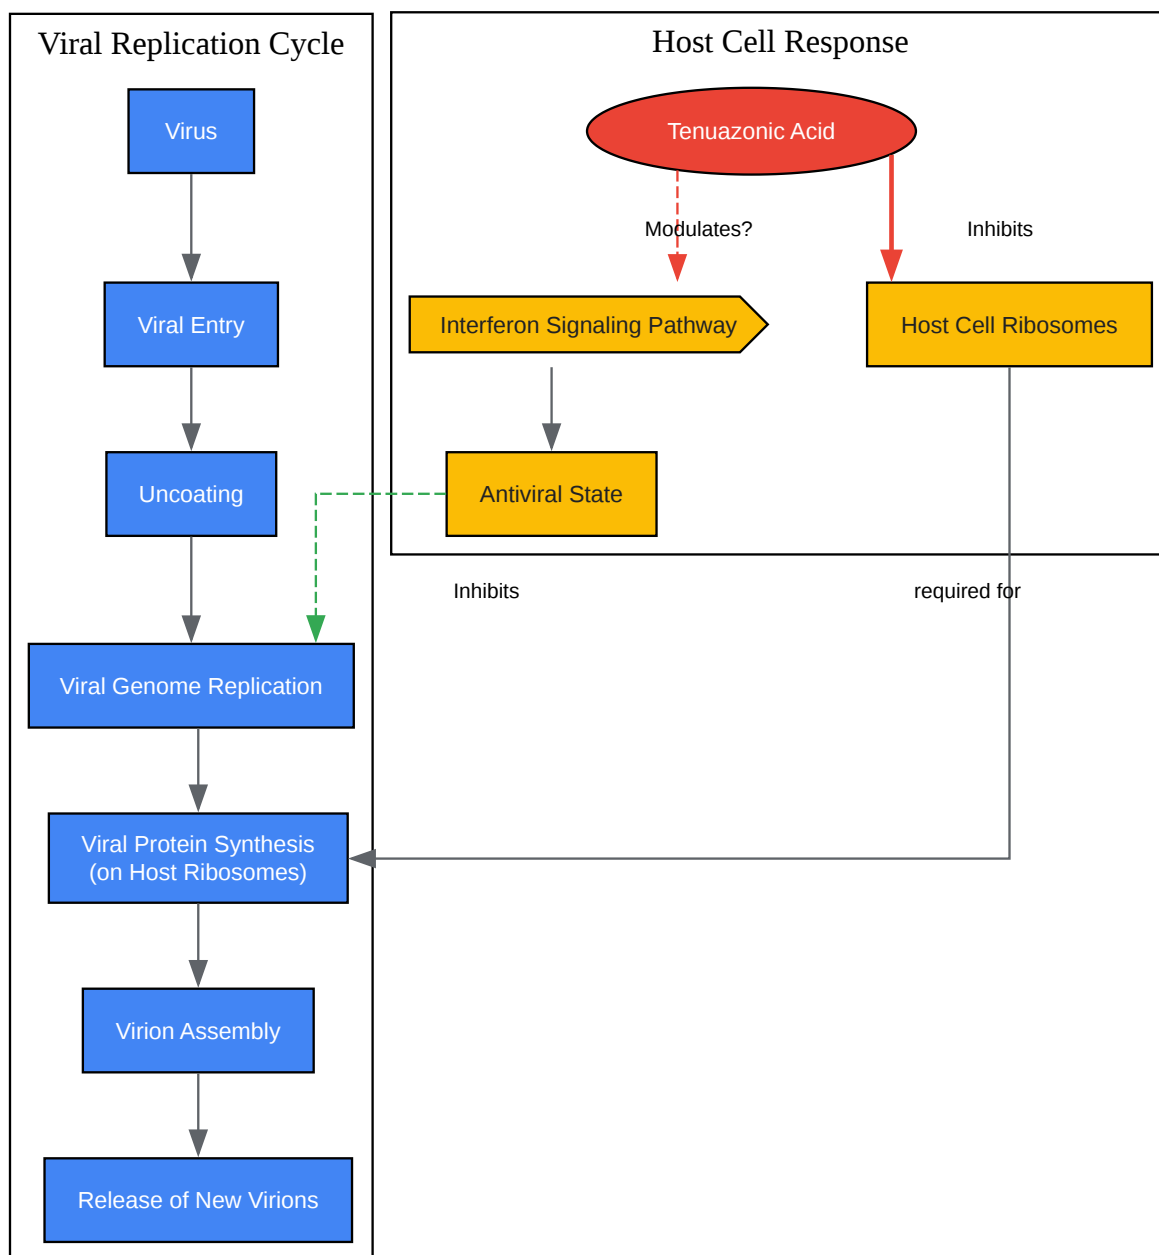 Viral Replication Cycle
Virus
Viral Entry
Uncoating
Viral Genome Replication
Viral Protein Synthesis
(on Host Ribosomes)
Virion Assembly
Release of New Virions
Host Cell Response
Tenuazonic Acid
Modulates?
Inhibits
Interferon Signaling Pathway
Host Cell Ribosomes
Antiviral State
Inhibits
required for